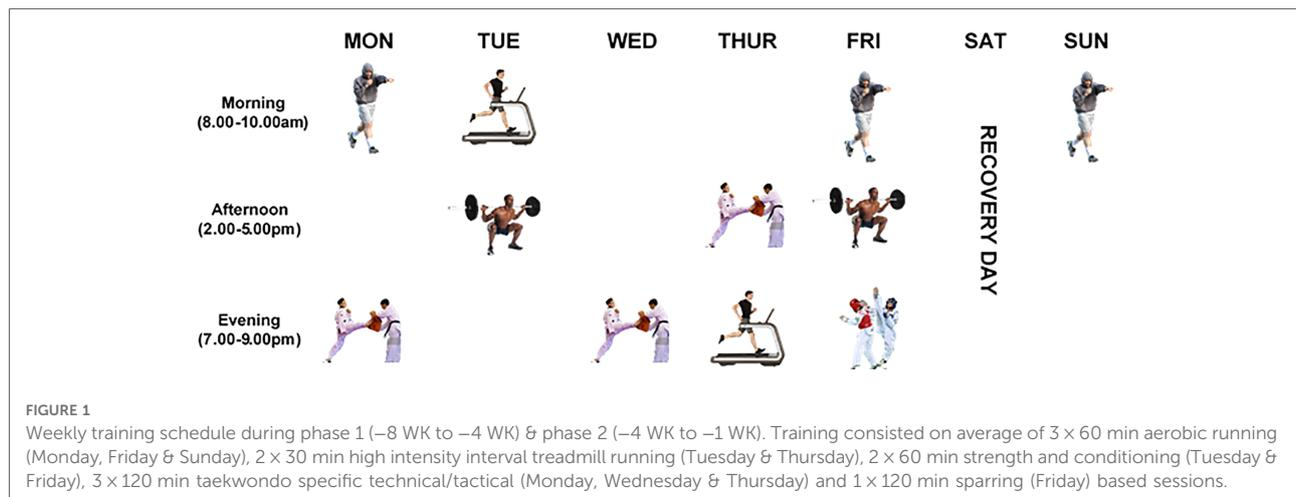 MON TUE WED THUR FRI SAT SUN
Morning
(8.00-10.00am)
Afternoon
(2.00-5.00pm)
Evening
(7.00-9.00pm)
RECOVERY DAY
FIGURE 1
Weekly training schedule during phase 1 (−8 WK to −4 WK) & phase 2 (−4 WK to −1 WK). Training consisted on average of 3 × 60 min aerobic running
(Monday, Friday & Sunday), 2 × 30 min high intensity interval treadmill running (Tuesday & Thursday), 2 × 60 min strength and conditioning (Tuesday &
Friday), 3 × 120 min taekwondo specific technical/tactical (Monday, Wednesday & Thursday) and 1 × 120 min sparring (Friday) based sessions.